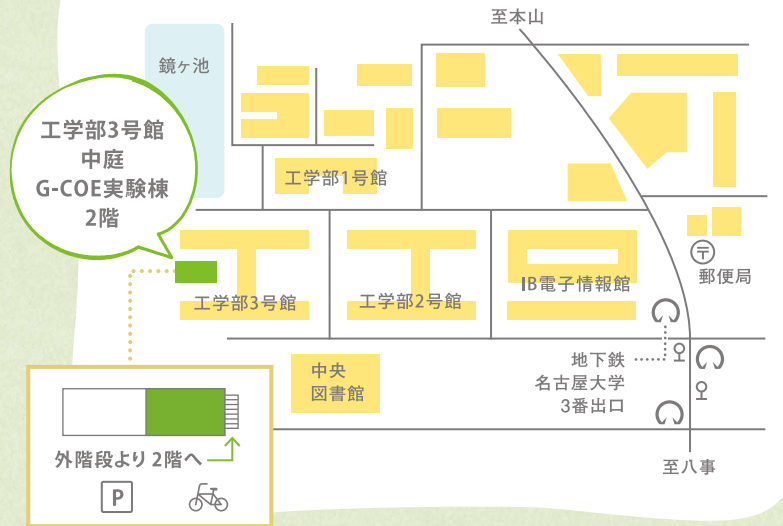 至本山
鏡ヶ池
工学部3号館
中庭
G-COE実験棟
2階
工学部1号館
〒
郵便局
工学部3号館
工学部2号館
IB電子情報館
中央
図書館
地下鉄
名古屋大学
3番出口
外階段より2階へ
P
至八事